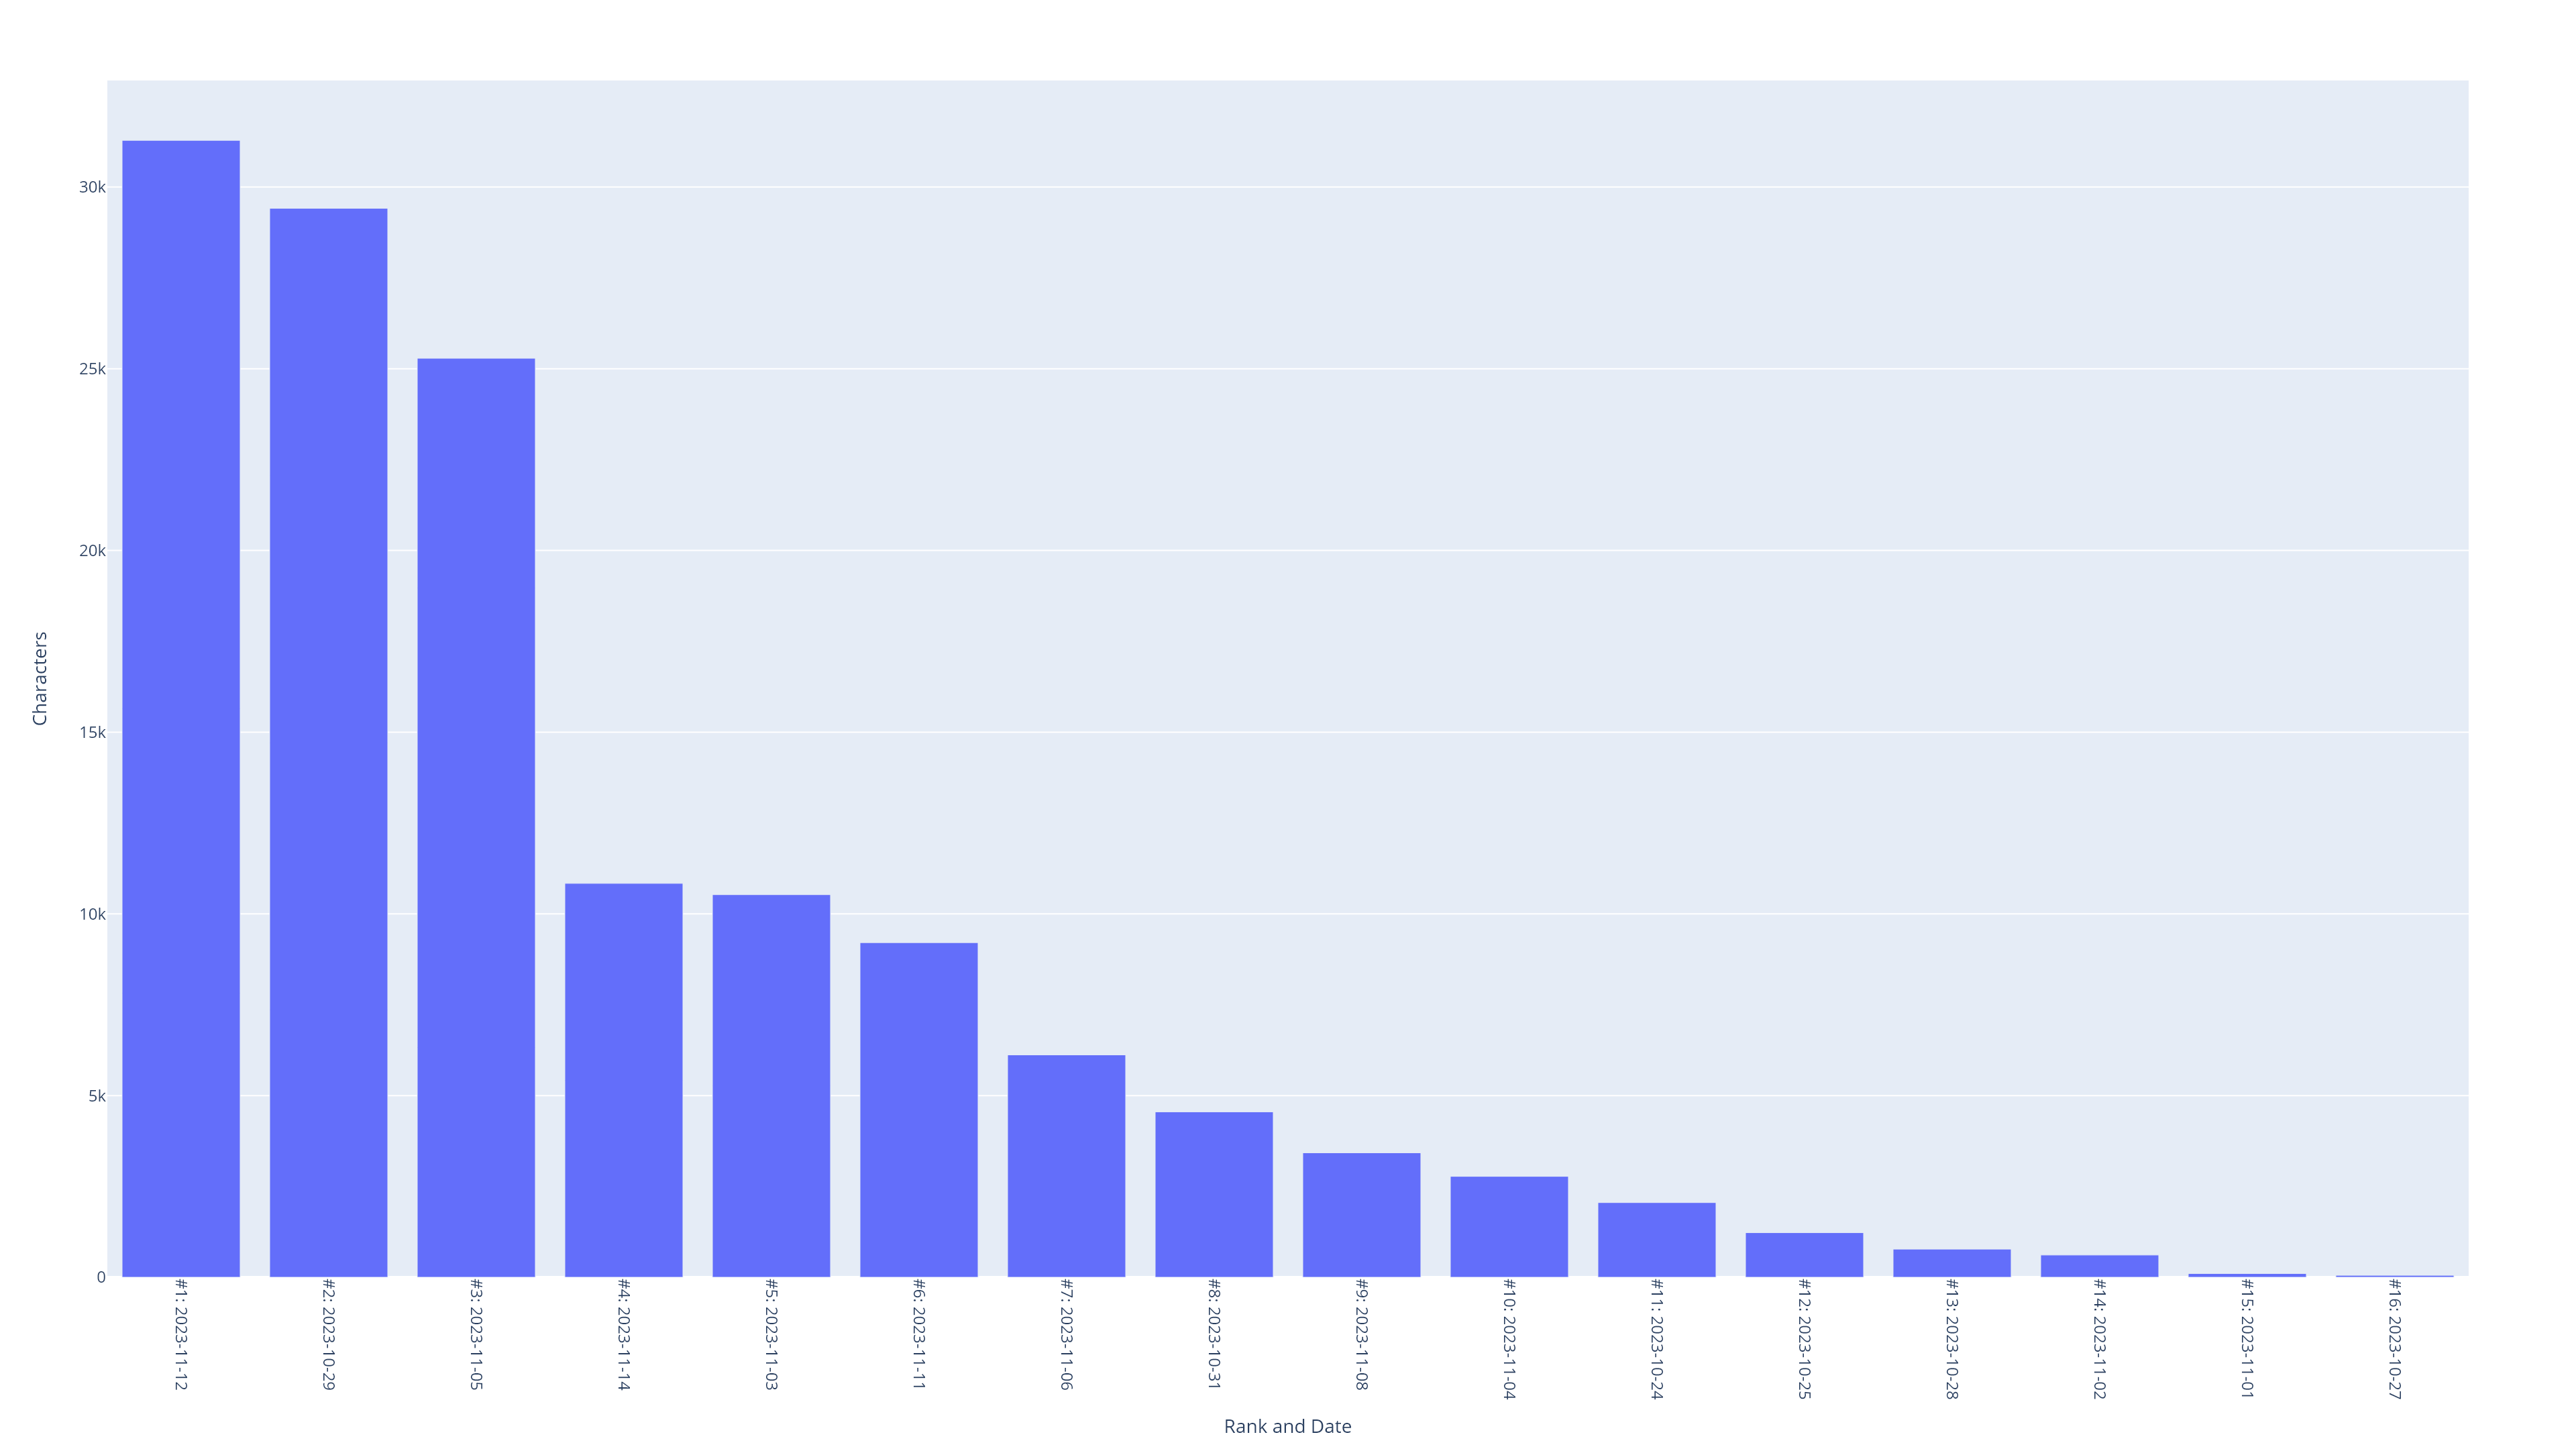 30k
25k
20k
15k
10k
5k
0
Characters
#1: 2023-11-12
#2: 2023-10-29
#3: 2023-11-05
#4: 2023-11-14
#5: 2023-11-03
#6: 2023-11-11
#7: 2023-11-06
#8: 2023-10-31
#9: 2023-11-08
#10: 2023-11-04
#11: 2023-10-24
#12: 2023-10-25
#13: 2023-10-28
#14: 2023-11-02
#15: 2023-11-01
#16: 2023-10-27
Rank and Date